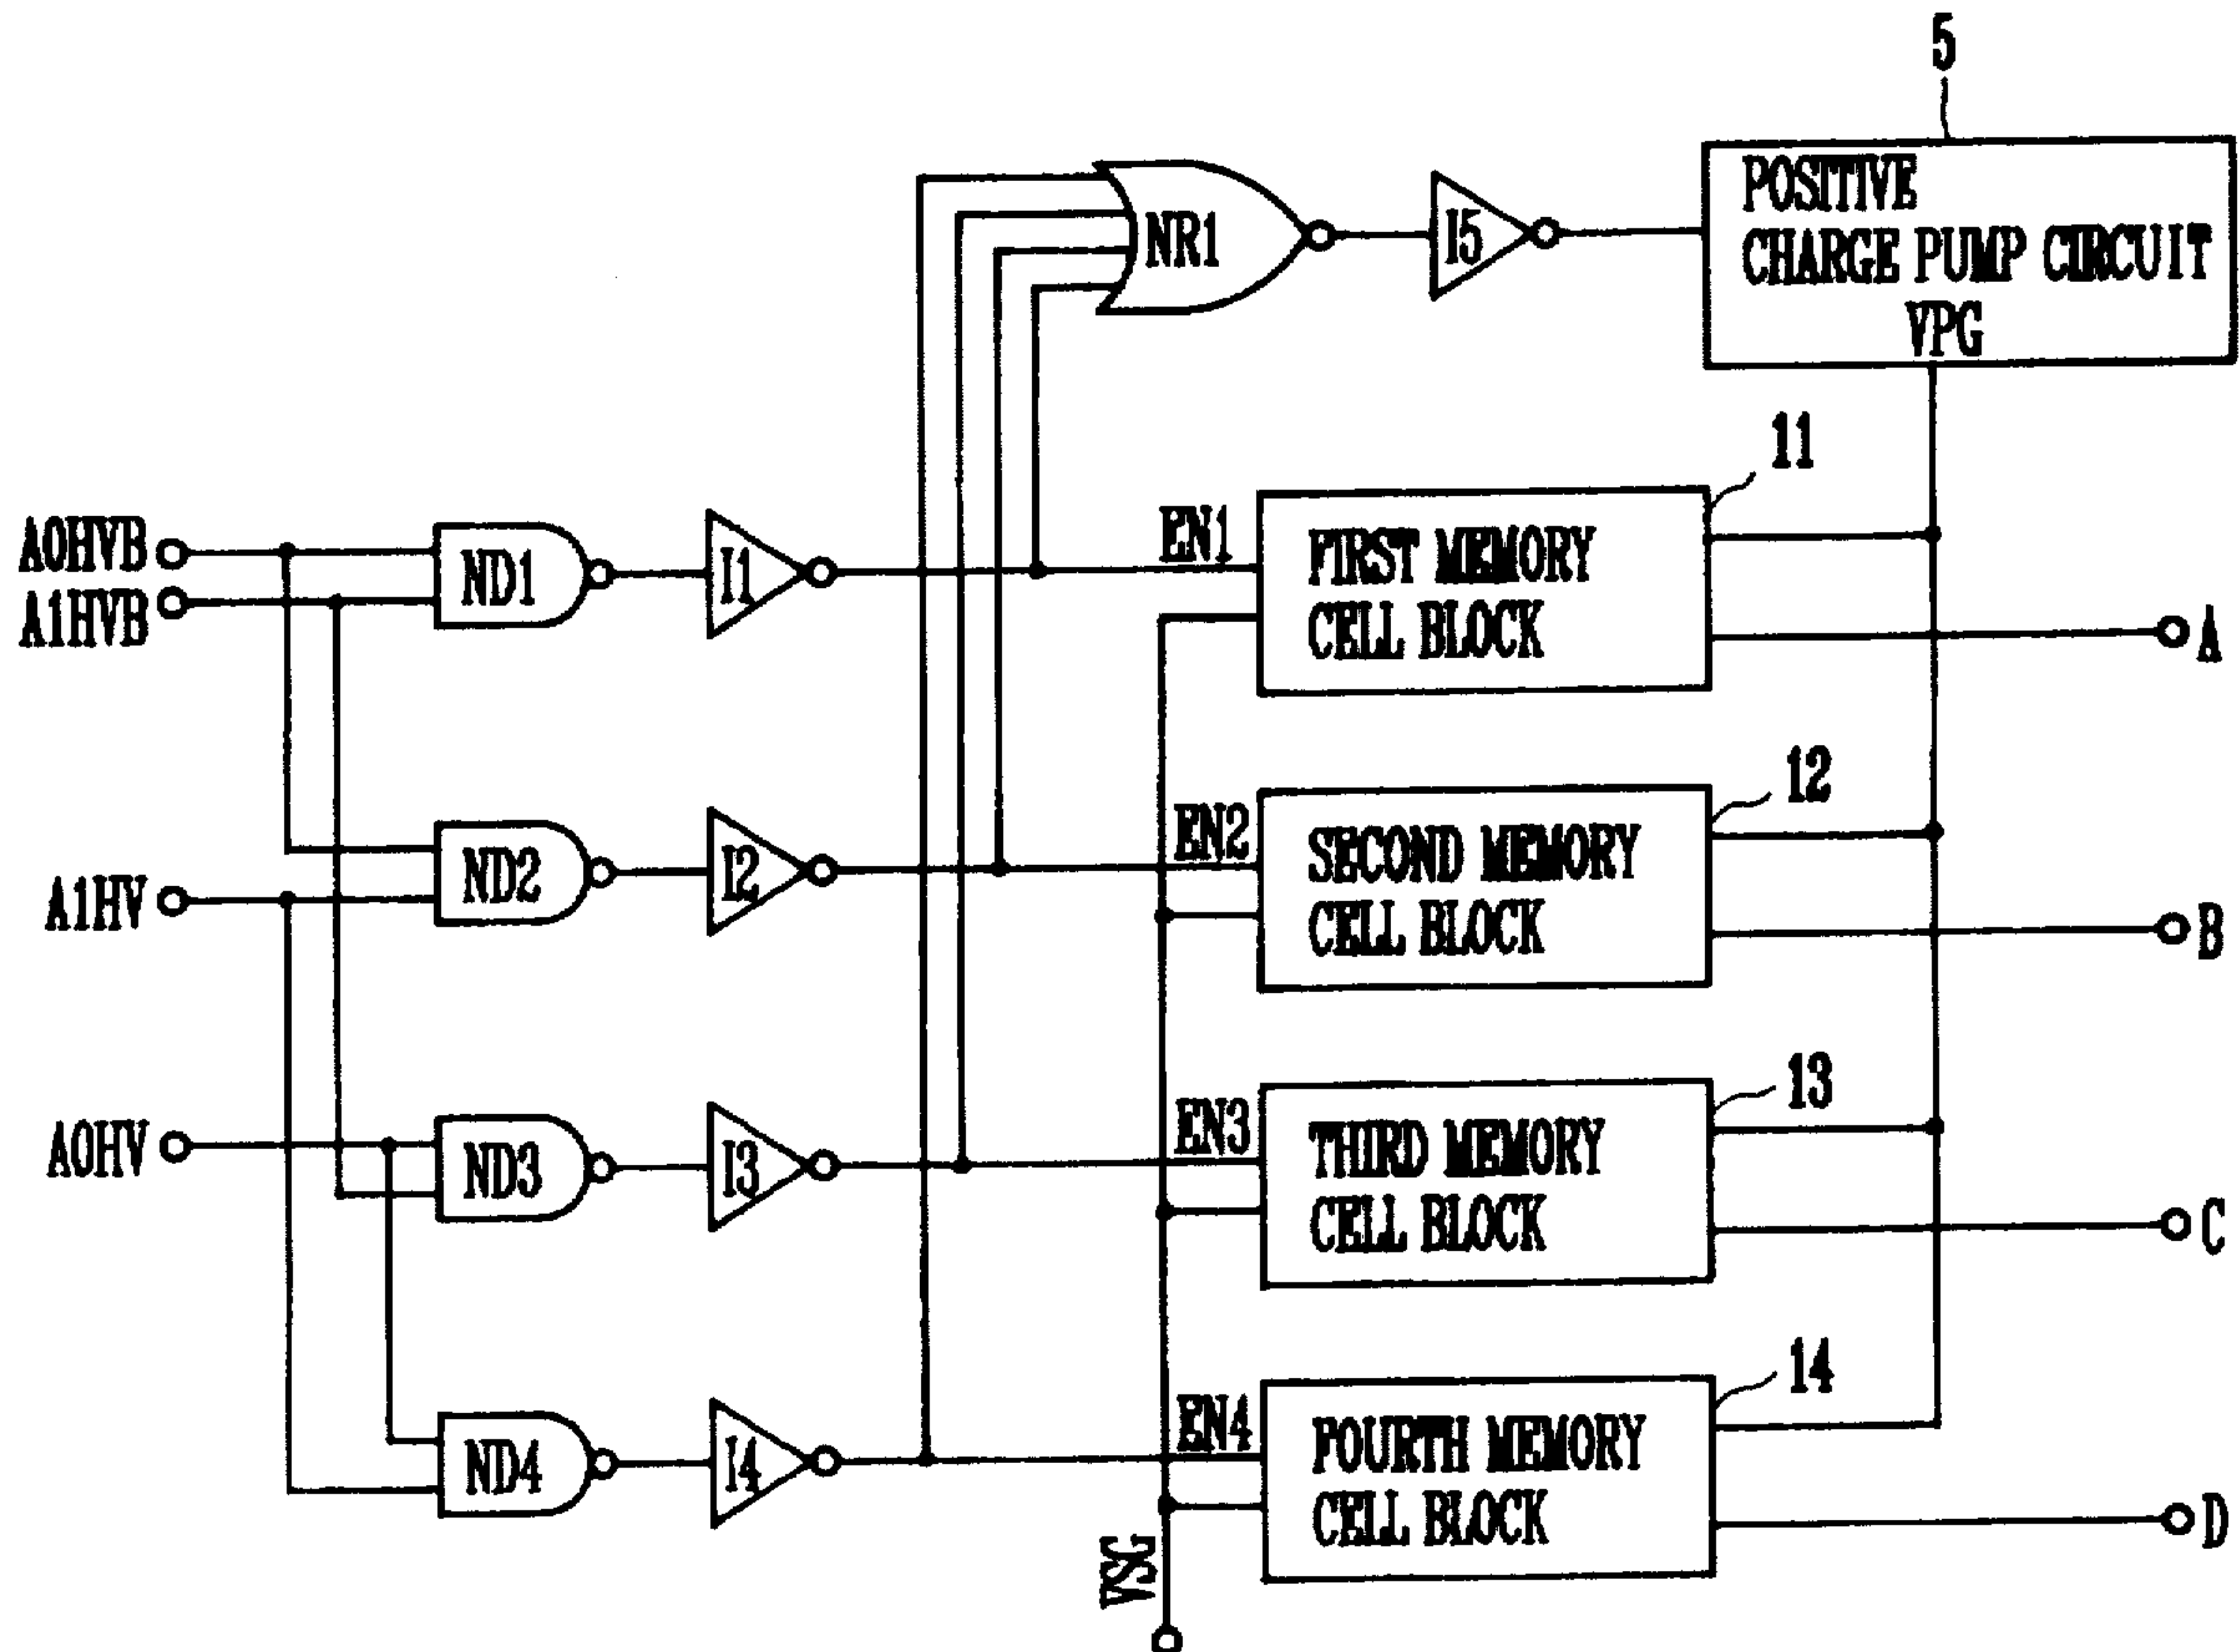 5
POSITIVE
CHARGE PUMP CIRCUIT
VPG
NR1
I5
11
A0HVB
A1HVB
ND1
I1
EN1
FIRST MEMORY
CELL BLOCK
A
12
A1HV
ND2
I2
EN2
SECOND MEMORY
CELL BLOCK
B
13
A0HV
ND3
I3
EN3
THIRD MEMORY
CELL BLOCK
C
14
ND4
I4
EN4
FOURTH MEMORY
CELL BLOCK
D
VSC